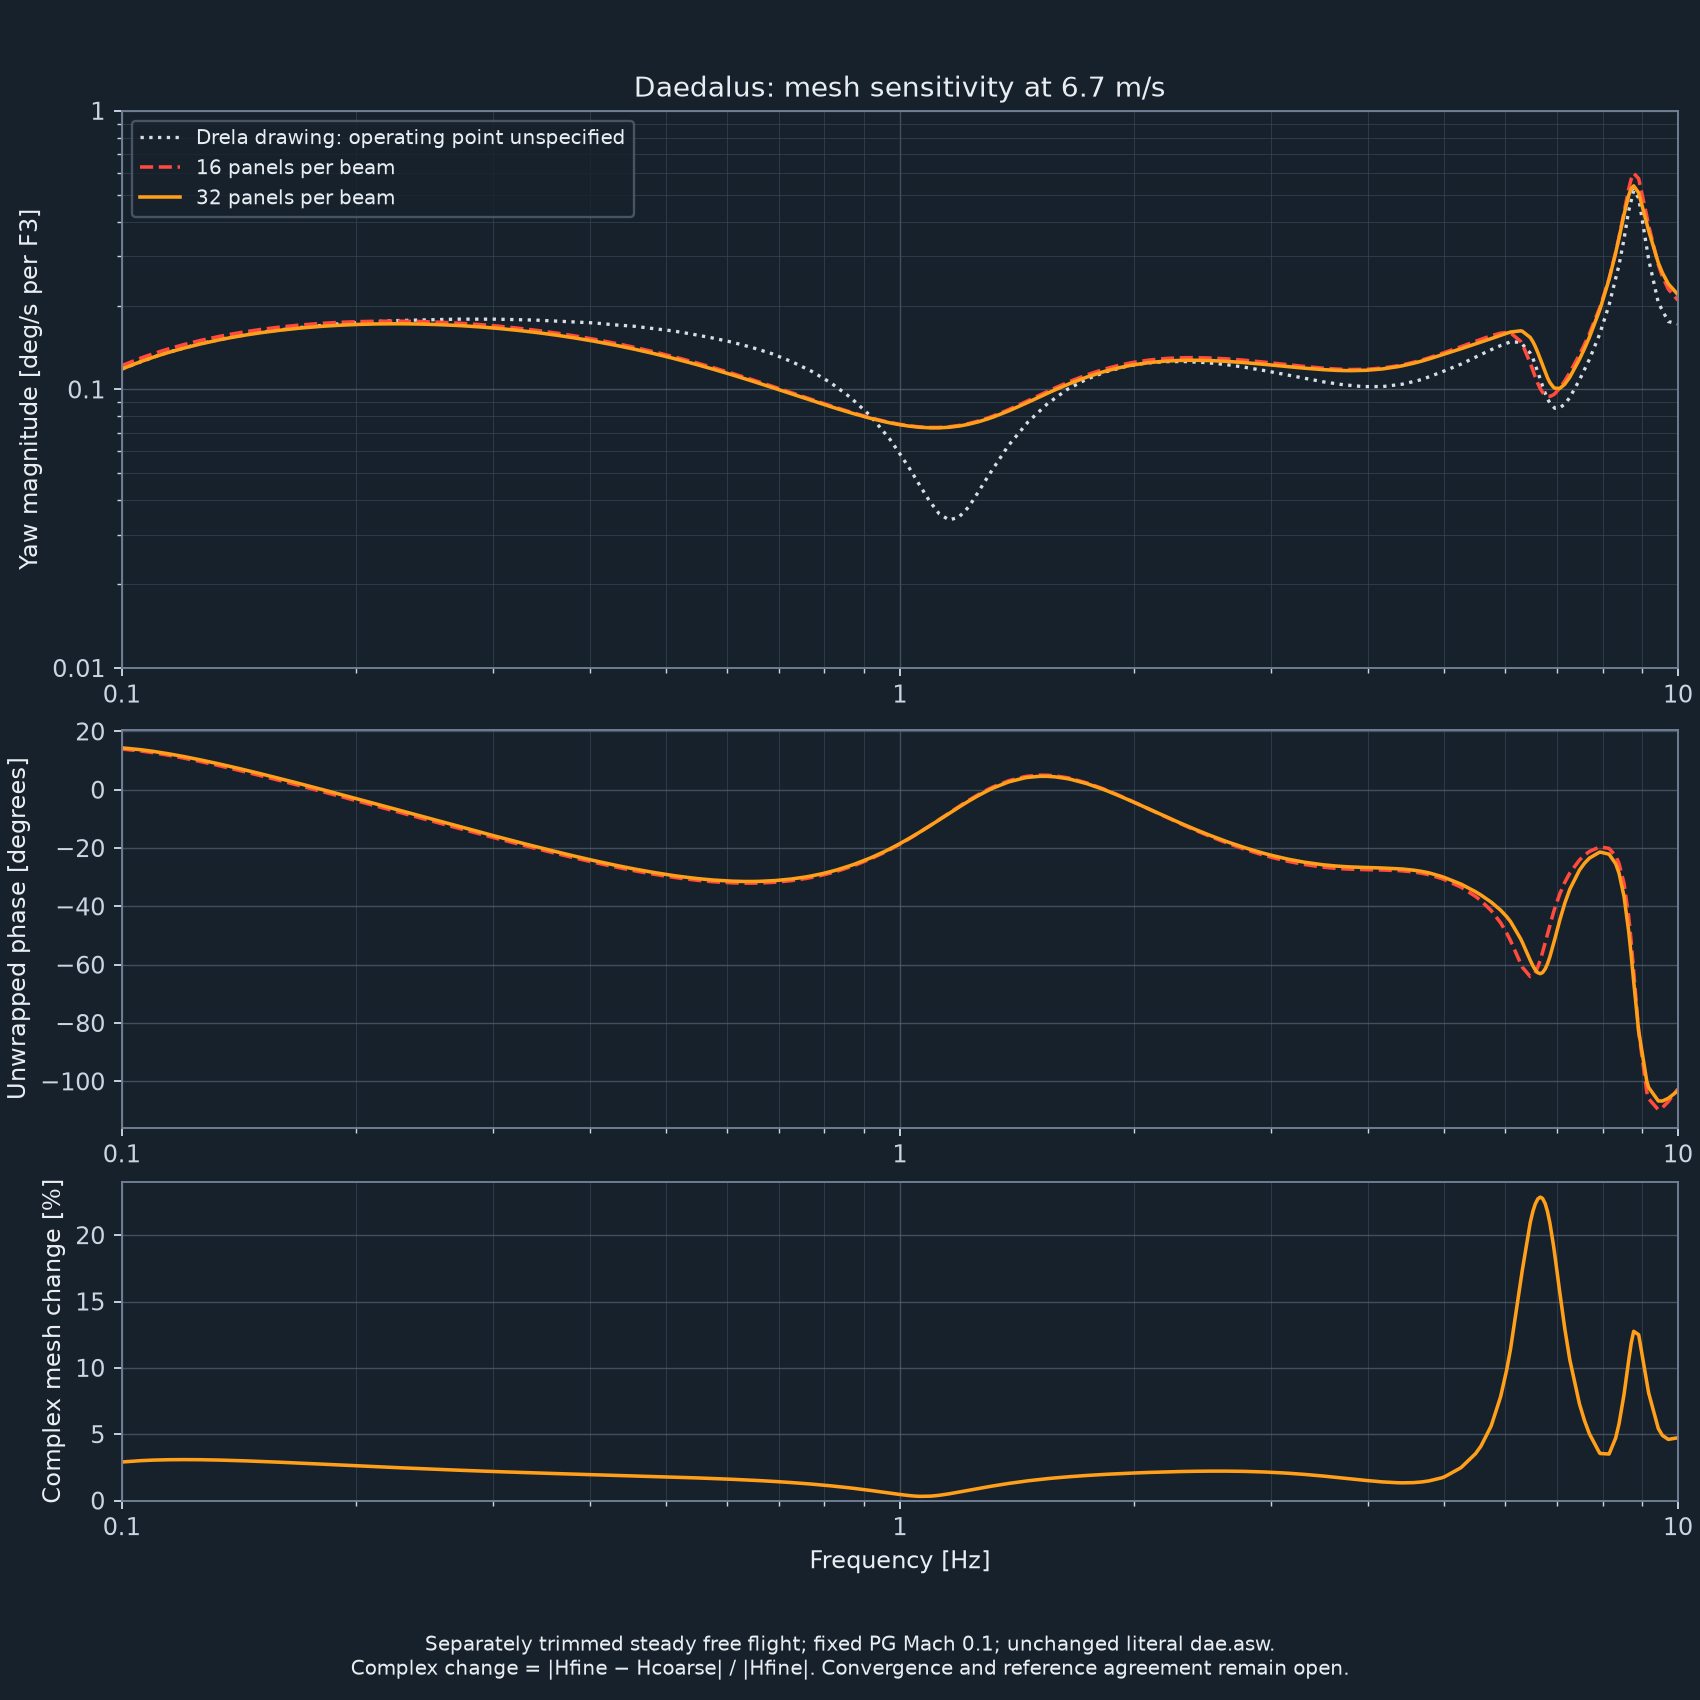 Daedalus: mesh sensitivity at 6.7 m/s
Yaw magnitude [deg/s per F3]
1
0.1
0.01
Drela drawing: operating point unspecified
16 panels per beam
32 panels per beam
0.1
1
10
Unwrapped phase [degrees]
20
0
−20
−40
−60
−80
−100
0.1
1
10
Complex mesh change [%]
20
15
10
5
0
0.1
1
10
Frequency [Hz]
Separately trimmed steady free flight; fixed PG Mach 0.1; unchanged literal dae.asw.
Complex change = |Hfine − Hcoarse| / |Hfine|. Convergence and reference agreement remain open.